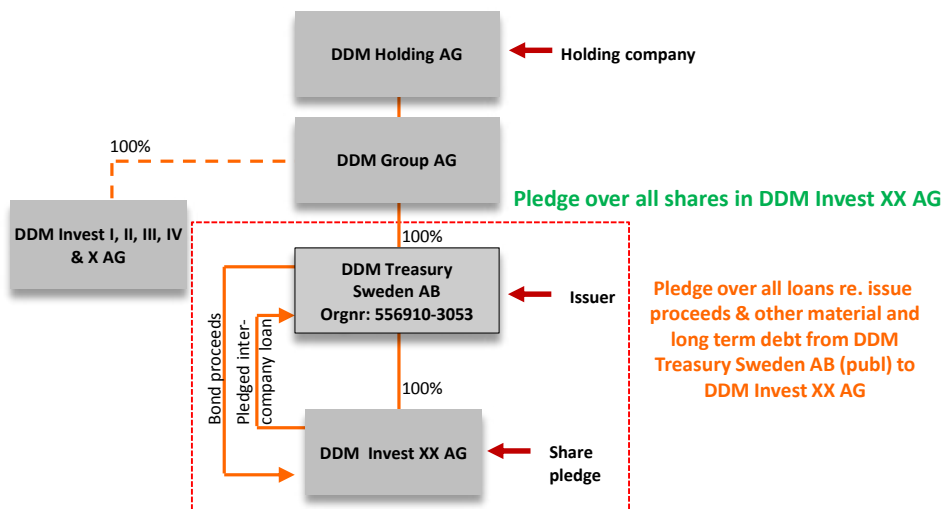 DDM Holding AG
Holding company
100%
DDM Group AG
Pledge over all shares in DDM Invest XX AG
DDM Invest I, II, III, IV
& X AG
100%
DDM Treasury
Sweden AB
Orgnr: 556910-3053
Issuer
Pledge over all loans re. issue
proceeds & other material and
long term debt from DDM
Treasury Sweden AB (publ) to
DDM Invest XX AG
Bond proceeds
Pledged inter-
company loan
100%
DDM  Invest XX AG
Share
pledge